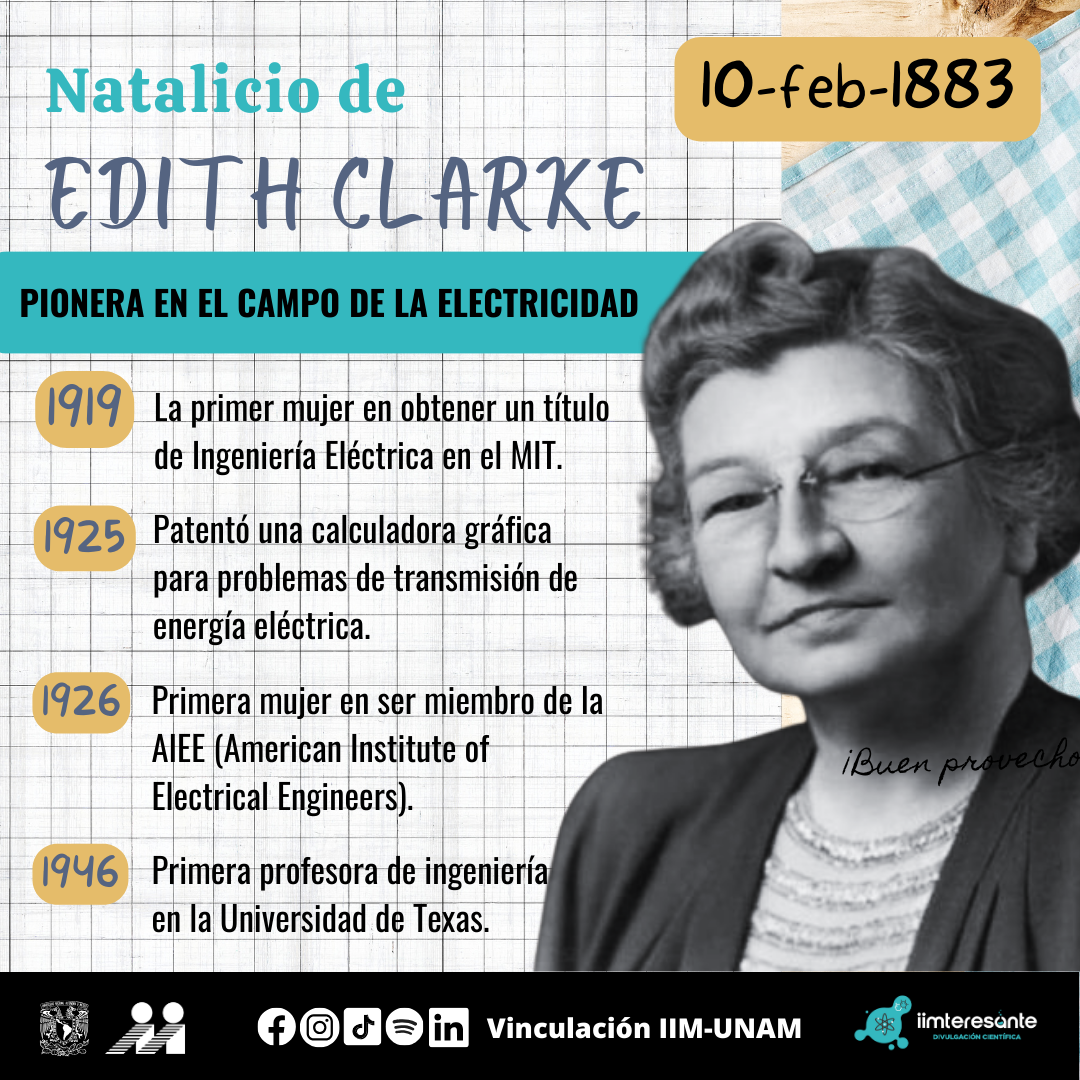 Natalicio de
10-feb-1883
EDITH CLARKE
PIONERA EN EL CAMPO DE LA ELECTRICIDAD
1919
La primer mujer en obtener un título
de Ingeniería Eléctrica en el MIT.
1925
Patentó una calculadora gráfica
para problemas de transmisión de
energía eléctrica.
1926
Primera mujer en ser miembro de la
AIEE (American Institute of
Electrical Engineers).
1946
Primera profesora de ingeniería
en la Universidad de Texas.
¡Buen provecho
Vinculación IIM-UNAM
iimteresante
DIVULGACIÓN CIENTÍFICA